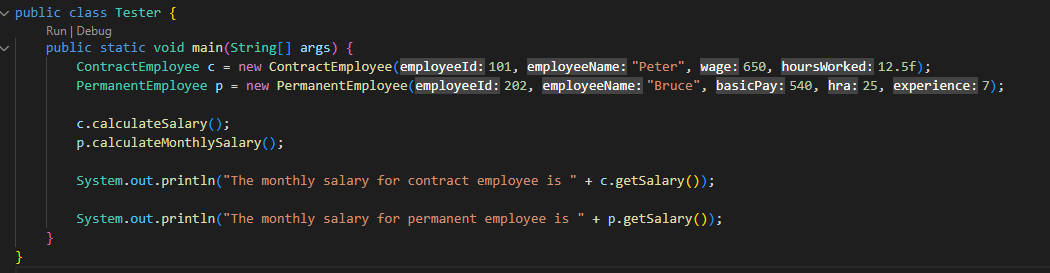 public class Tester {
Run | Debug
public static void main(String[] args) {
ContractEmployee c = new ContractEmployee(employeeId: 101, employeeName: "Peter", wage: 650, hoursWorked: 12.5f);
PermanentEmployee p = new PermanentEmployee(employeeId: 202, employeeName: "Bruce", basicPay: 540, hra: 25, experience: 7);
c.calculateSalary();
p.calculateMonthlySalary();
System.out.println("The monthly salary for contract employee is " + c.getSalary());
System.out.println("The monthly salary for permanent employee is " + p.getSalary());
}
}